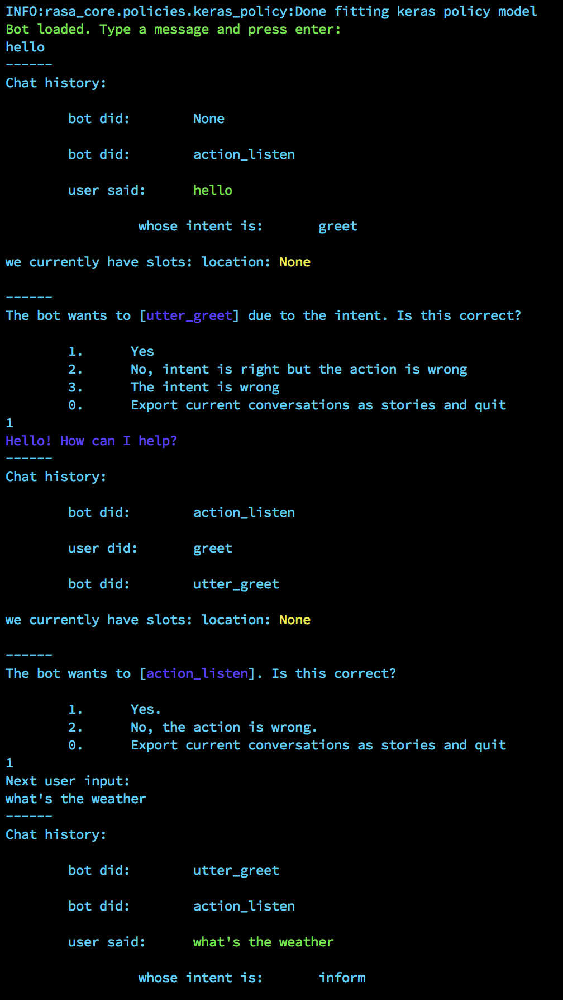 INFO:rasa_core.policies.keras_policy:Done fitting keras policy model
Bot loaded. Type a message and press enter:
hello
------
Chat history:
bot did: None
bot did: action_listen
user said: hello
whose intent is: greet
we currently have slots: location: None
------
The bot wants to [utter_greet] due to the intent. Is this correct?
1. Yes
2. No, intent is right but the action is wrong
3. The intent is wrong
0. Export current conversations as stories and quit
1
Hello! How can I help?
------
Chat history:
bot did: action_listen
user did: greet
bot did: utter_greet
we currently have slots: location: None
------
The bot wants to [action_listen]. Is this correct?
1. Yes.
2. No, the action is wrong.
0. Export current conversations as stories and quit
1
Next user input:
what's the weather
------
Chat history:
bot did: utter_greet
bot did: action_listen
user said: what's the weather
whose intent is: inform